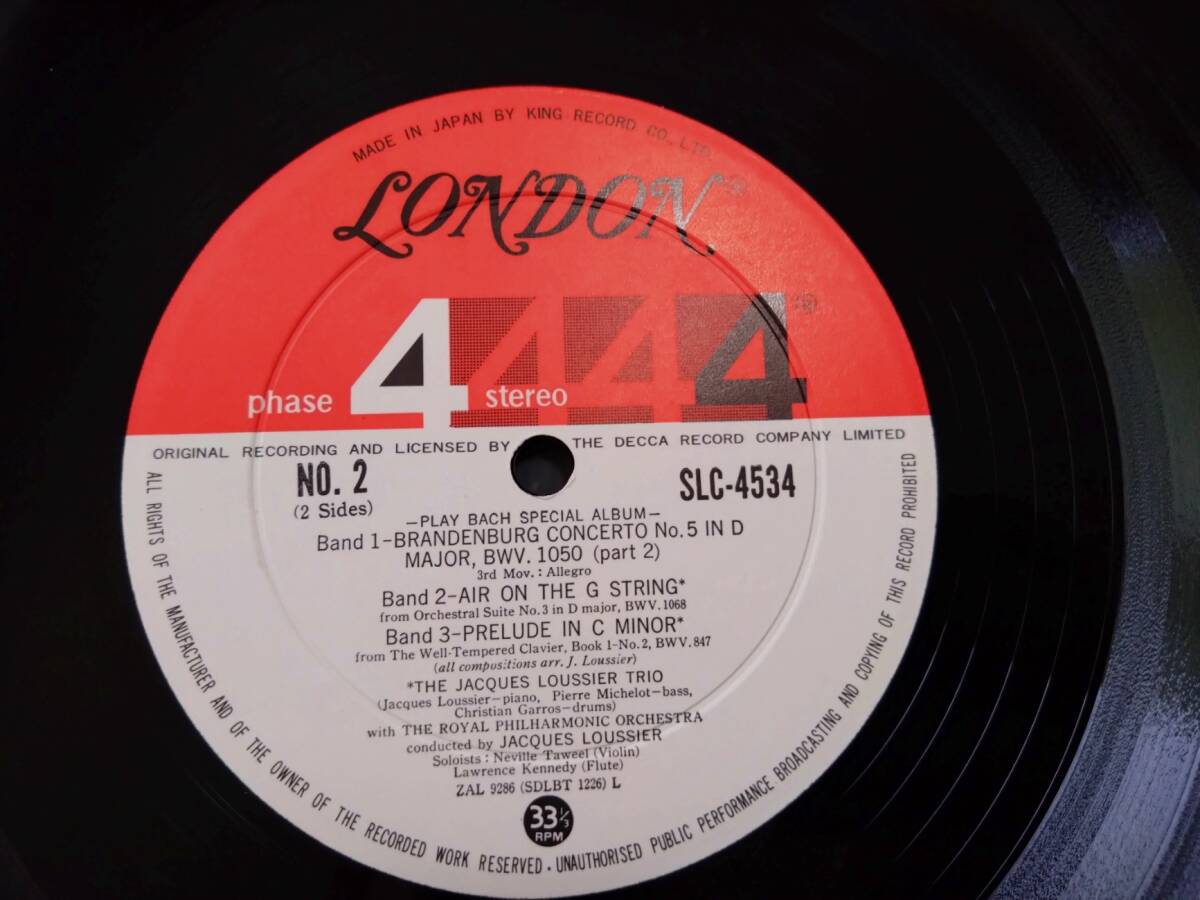 MADE IN JAPAN BY KING RECORD CO., LTD.
LONDON®
phase 4 stereo 4 4 4®
ORIGINAL RECORDING AND LICENSED BY THE DECCA RECORD COMPANY LIMITED
NO. 2
(2 Sides)
SLC-4534
—PLAY BACH SPECIAL ALBUM—
Band 1-BRANDENBURG CONCERTO No. 5 IN D
MAJOR, BWV. 1050 (part 2)
3rd Mov.: Allegro
Band 2-AIR ON THE G STRING*
from Orchestral Suite No. 3 in D major, BWV. 1068
Band 3-PRELUDE IN C MINOR*
from The Well-Tempered Clavier, Book 1-No. 2, BWV. 847
(all compositions arr. J. Loussier)
*THE JACQUES LOUSSIER TRIO
(Jacques Loussier-piano, Pierre Michelot-bass,
Christian Garros-drums)
with THE ROYAL PHILHARMONIC ORCHESTRA
conducted by JACQUES LOUSSIER
Soloists: Neville Taweel (Violin)
Lawrence Kennedy (Flute)
ZAL 9286 (SDLBT 1226) L
33 1/3
RPM
ALL RIGHTS OF THE MANUFACTURER AND OF THE OWNER OF THE RECORDED WORK RESERVED · UNAUTHORISED PUBLIC PERFORMANCE BROADCASTING AND COPYING OF THIS RECORD PROHIBITED